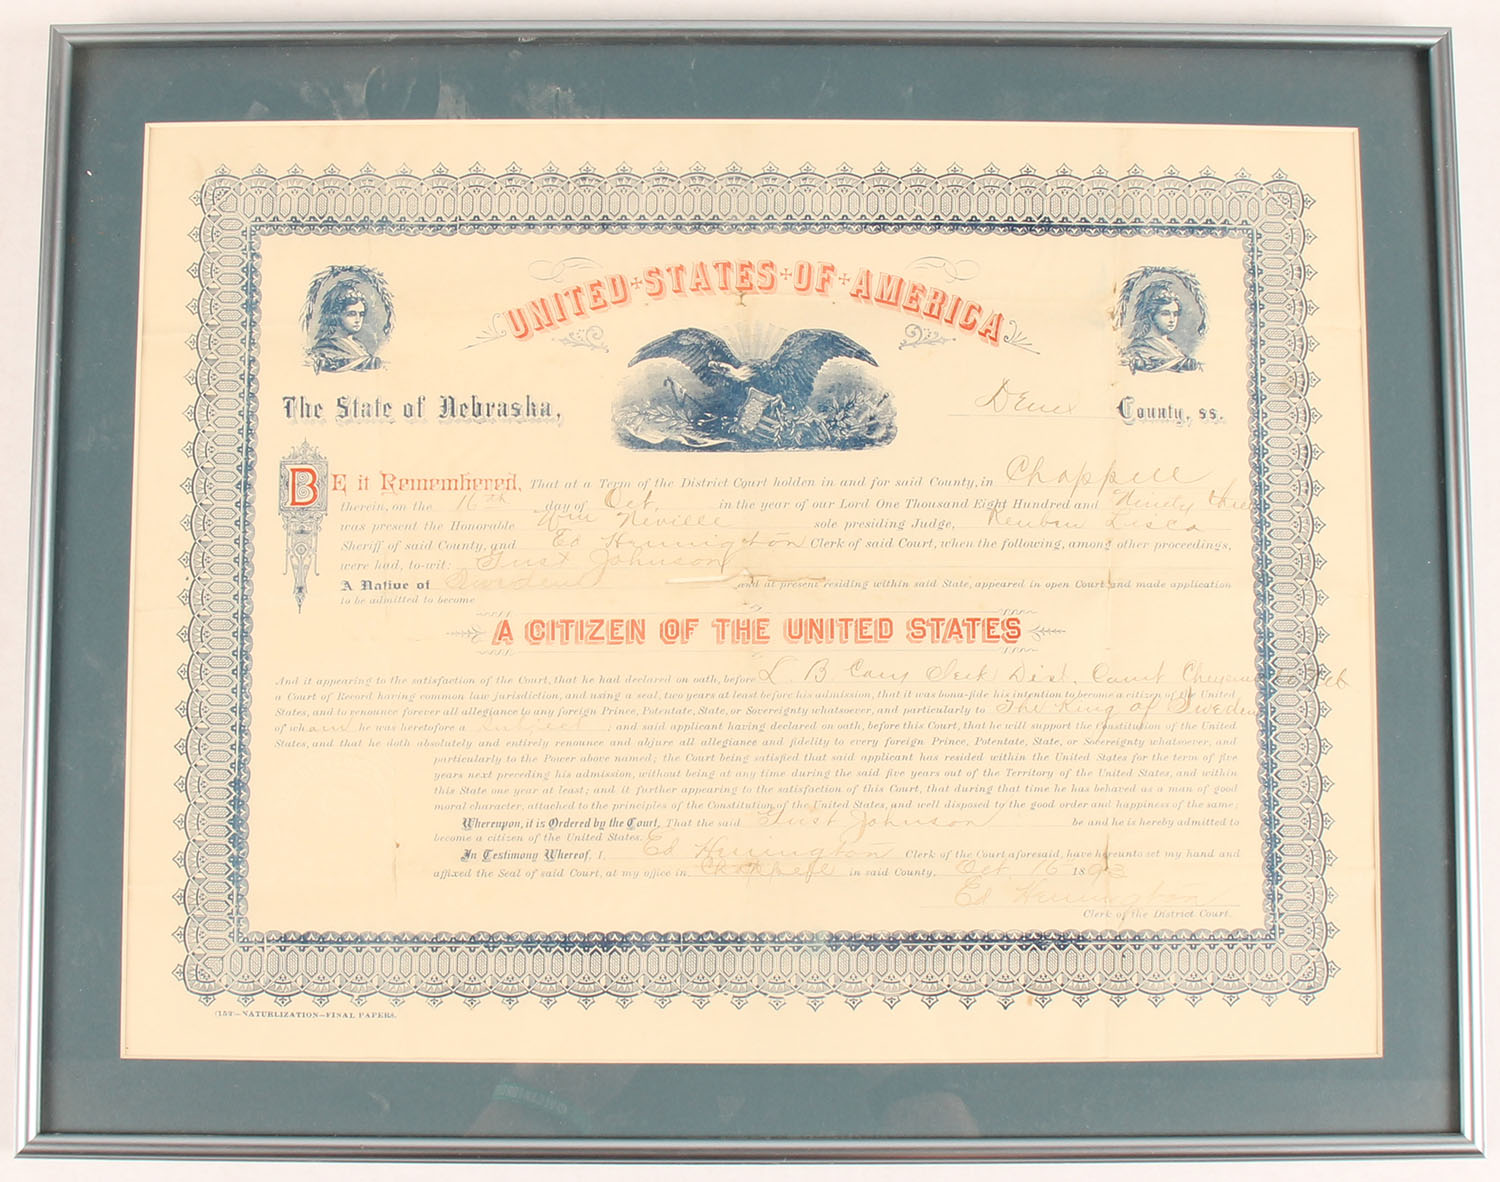 UNITED STATES OF AMERICA
The State of Nebraska, Deuel County, ss.
BE it Remembered, That at a Term of the District Court holden in and for said County, in Chappell
therein, on the 16th day of Oct. in the year of our Lord One Thousand Eight Hundred and Ninety three
was present the Honorable Wm Neville sole presiding Judge, Reuben Lisco
Sheriff of said County, and Ed Clerk of said Court, when the following, among other proceedings,
were had, to-wit: Gust Johnson
A Native of Sweden and at present residing within said State, appeared in open Court and made application
to be admitted to become
A CITIZEN OF THE UNITED STATES
And it appearing to the satisfaction of the Court, that he had declared on oath, before L. B. Cary Clerk Dist. Court Cheyenne
a Court of Record having common law jurisdiction, and using a seal, two years at least before his admission, that it was bona-fide his intention to become a citizen of the United
States, and to renounce forever all allegiance to any foreign Prince, Potentate, State, or Sovereignty whatsoever, and particularly to The King of Sweden
of whom he was heretofore a subject ; and said applicant having declared on oath, before this Court, that he will support the Constitution of the United
States, and that he doth absolutely and entirely renounce and abjure all allegiance and fidelity to every foreign Prince, Potentate, State, or Sovereignty whatsoever, and
particularly to the Power above named; the Court being satisfied that said applicant has resided within the United States for the term of five
years next preceding his admission, without being at any time during the said five years out of the Territory of the United States, and within
this State one year at least; and it further appearing to the satisfaction of this Court, that during that time he has behaved as a man of good
moral character, attached to the principles of the Constitution of the United States, and well disposed to the good order and happiness of the same;
Whereupon, it is Ordered by the Court, That the said Gust Johnson be and he is hereby admitted to
become a citizen of the United States.
In Testimony Whereof, I, Ed Clerk of the Court aforesaid, have hereunto set my hand and
affixed the Seal of said Court, at my office in Chappell in said County, Oct. 16 1893
Ed
Clerk of the District Court.
(152)—NATURLIZATION—FINAL PAPERS.